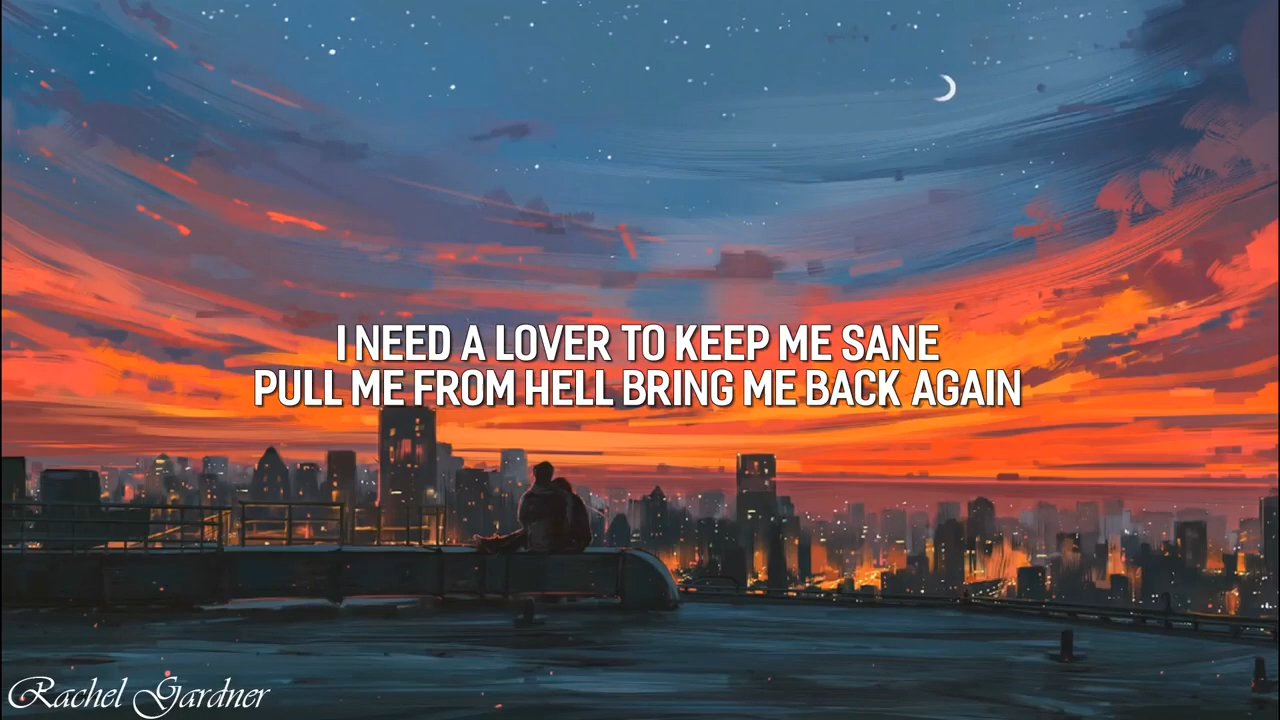 I NEED A LOVER TO KEEP ME SANE
PULL ME FROM HELL BRING ME BACK AGAIN
Rachel Gardner